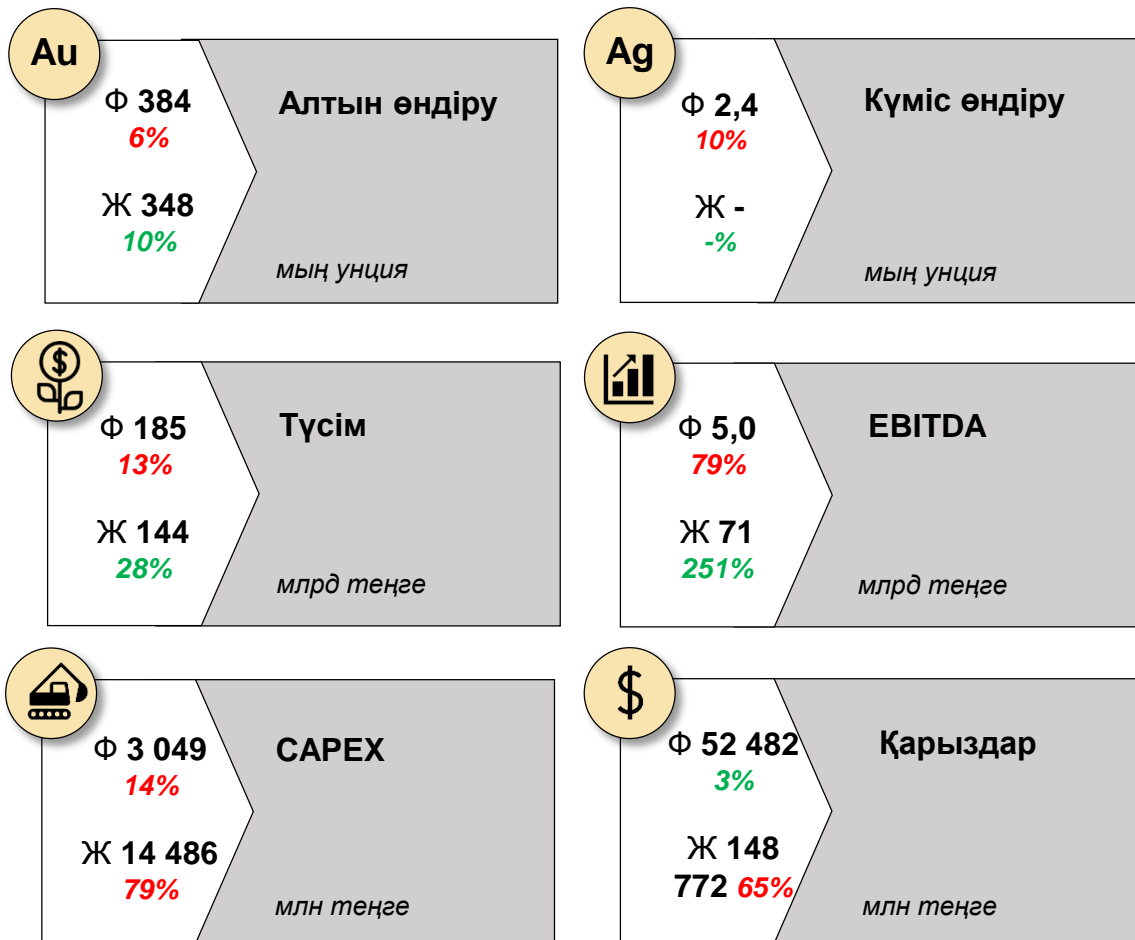 Au
Ф 384
6%
Ж 348
10%
Алтын өндіру
мың унция
Ag
Ф 2,4
10%
Ж -
-%
Күміс өндіру
мың унция
$
Ф 185
13%
Ж 144
28%
Түсім
млрд теңге
Ф 5,0
79%
Ж 71
251%
EBITDA
млрд теңге
Ф 3 049
14%
Ж 14 486
79%
CAPEX
млн теңге
$
Ф 52 482
3%
Ж 148
772 65%
Қарыздар
млн теңге